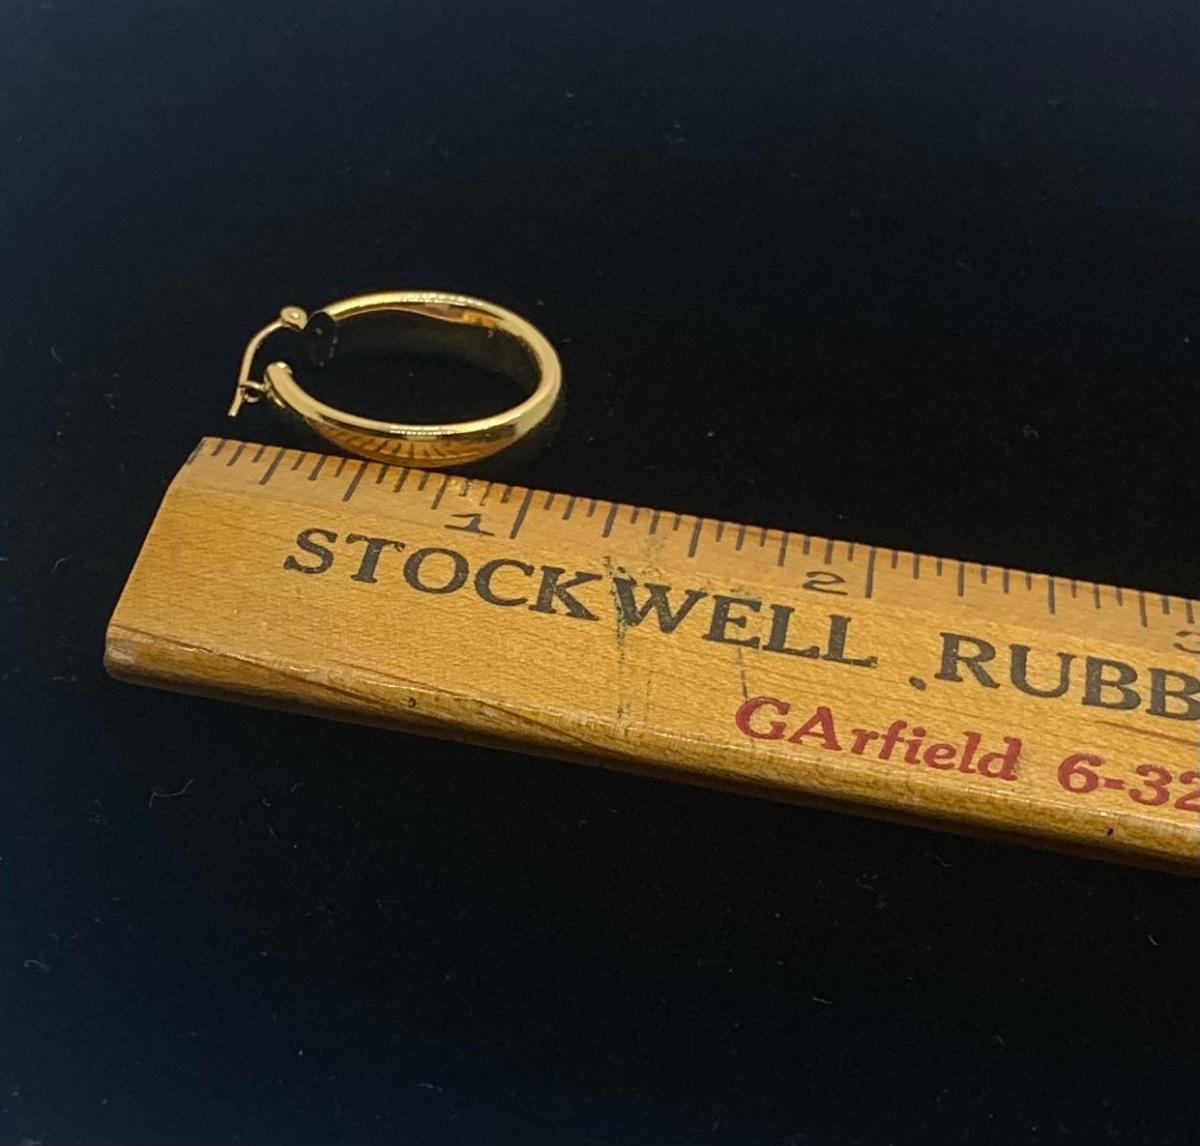 1 2
STOCKWELL RUBB
GArfield 6-32